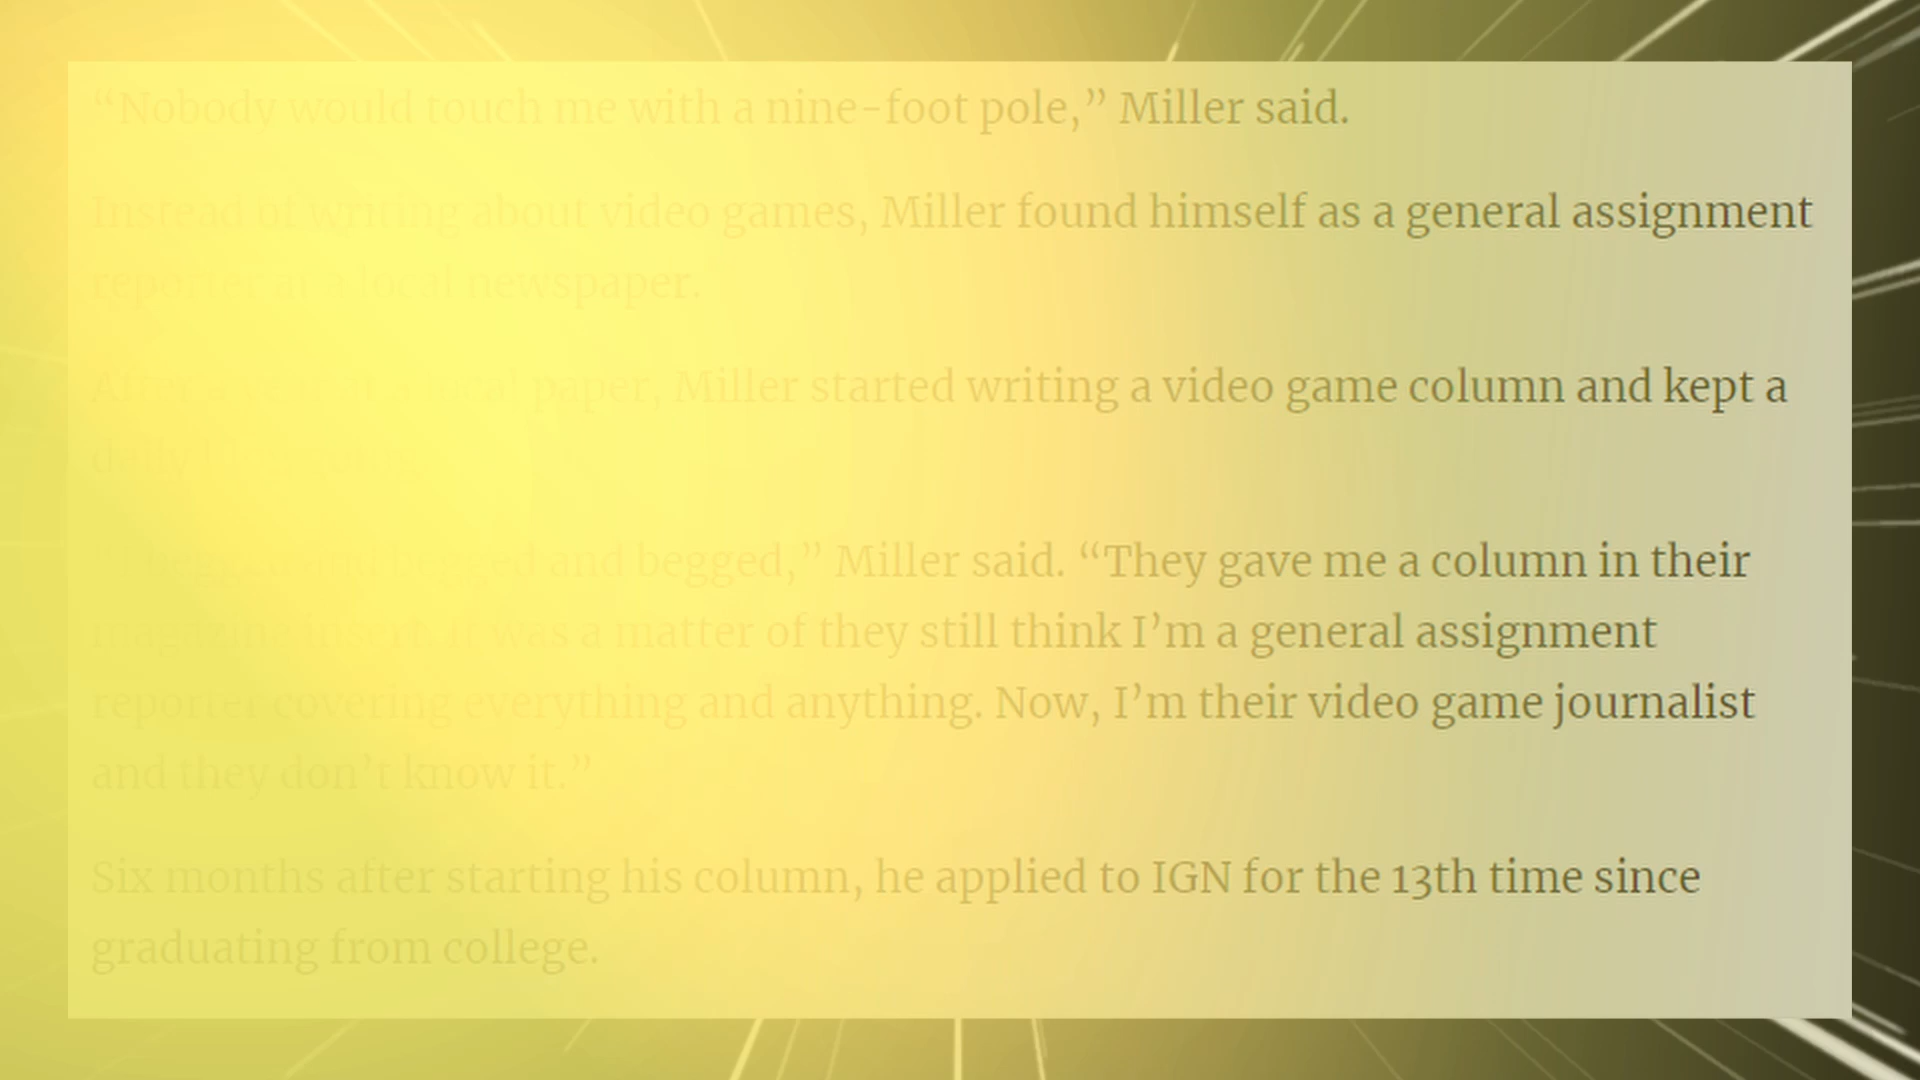 “Nobody would touch me with a nine-foot pole,” Miller said.
Instead of writing about video games, Miller found himself as a general assignment
reporter at a local newspaper.
After a year at a local paper, Miller started writing a video game column and kept a
daily
begged and begged,” Miller said. “They gave me a column in their
magazine insert. It was a matter of they still think I’m a general assignment
reporter covering everything and anything. Now, I’m their video game journalist
and they don’t know it.”
Six months after starting his column, he applied to IGN for the 13th time since
graduating from college.